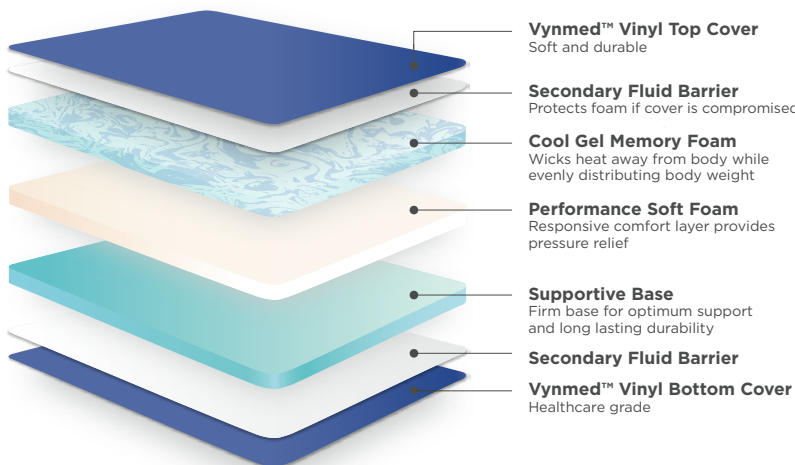 Vynmed™ Vinyl Top Cover
Soft and durable
Secondary Fluid Barrier
Protects foam if cover is compromised
Cool Gel Memory Foam
Wicks heat away from body while
evenly distributing body weight
Performance Soft Foam
Responsive comfort layer provides
pressure relief
Supportive Base
Firm base for optimum support
and long lasting durability
Secondary Fluid Barrier
Vynmed™ Vinyl Bottom Cover
Healthcare grade